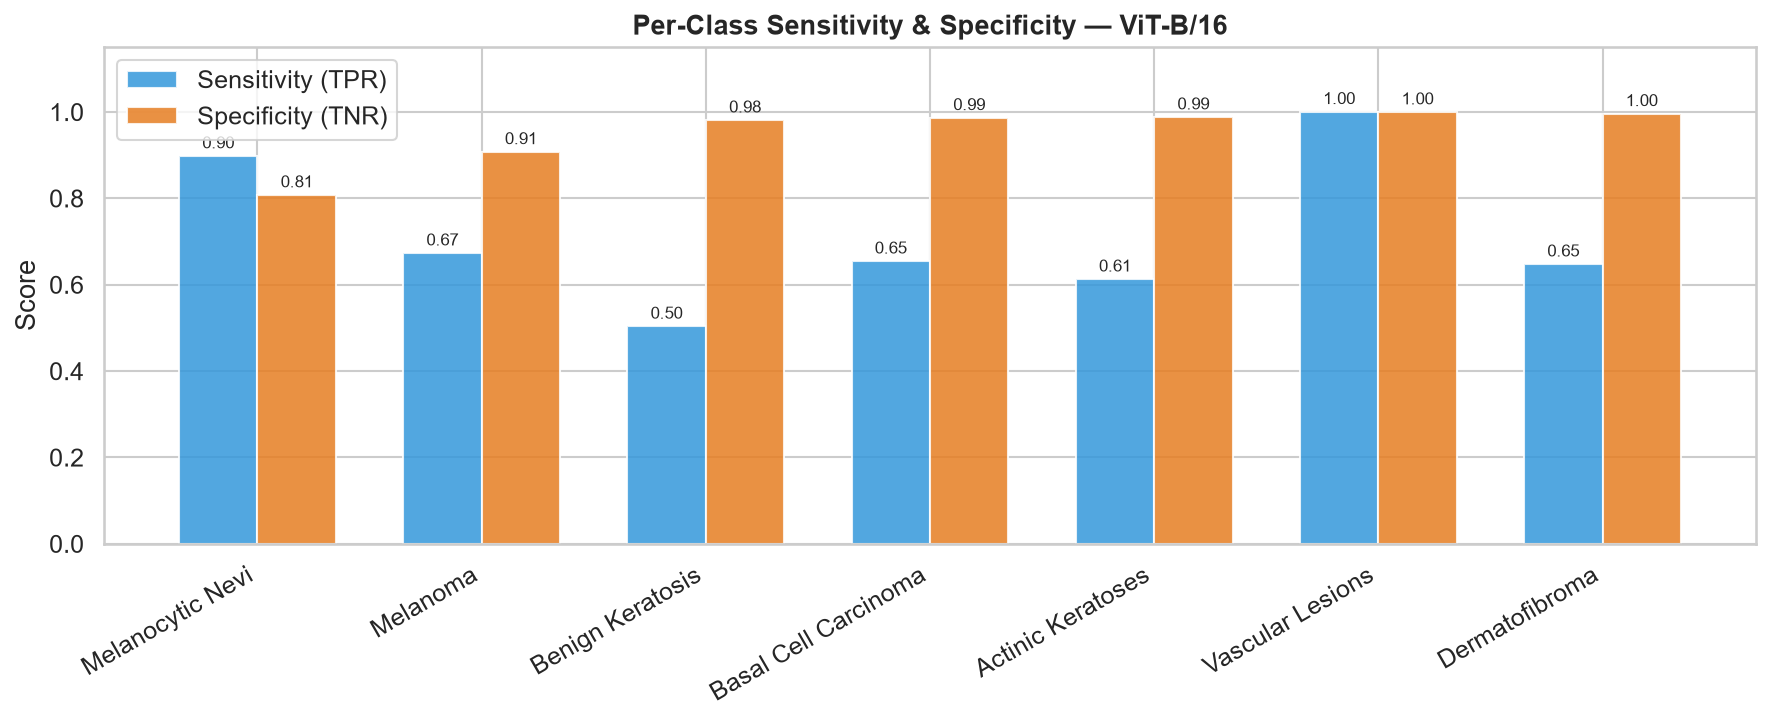 Per-Class Sensitivity & Specificity — ViT-B/16
Sensitivity (TPR)
Specificity (TNR)
Score
1.0
0.8
0.6
0.4
0.2
0.0
0.90
0.81
0.67
0.91
0.50
0.98
0.65
0.99
0.61
0.99
1.00
1.00
0.65
1.00
Melanocytic Nevi
Melanoma
Benign Keratosis
Basal Cell Carcinoma
Actinic Keratoses
Vascular Lesions
Dermatofibroma